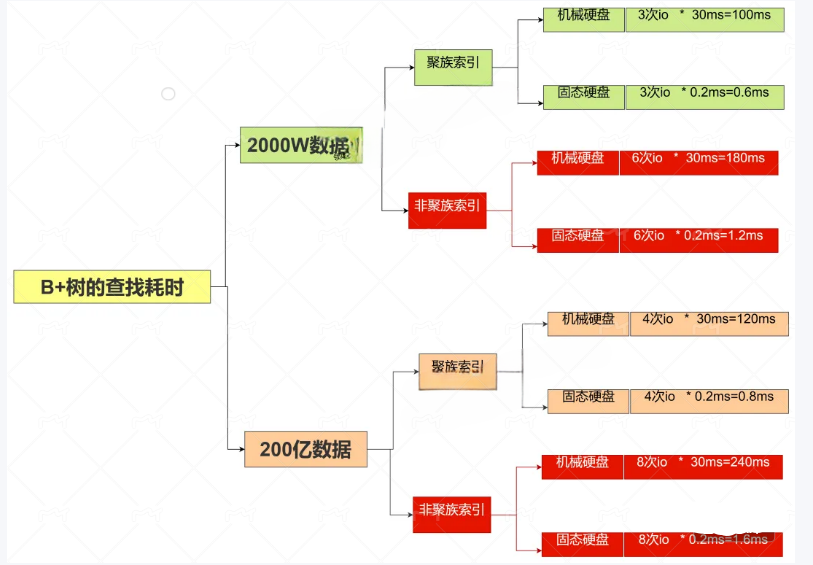 B+树的查找耗时
2000W数据
聚族索引
机械硬盘 3次io * 30ms=100ms
固态硬盘 3次io * 0.2ms=0.6ms
非聚族索引
机械硬盘 6次io * 30ms=180ms
固态硬盘 6次io * 0.2ms=1.2ms
200亿数据
聚族索引
机械硬盘 4次io * 30ms=120ms
固态硬盘 4次io * 0.2ms=0.8ms
非聚族索引
机械硬盘 8次io * 30ms=240ms
固态硬盘 8次io * 0.2ms=1.6ms